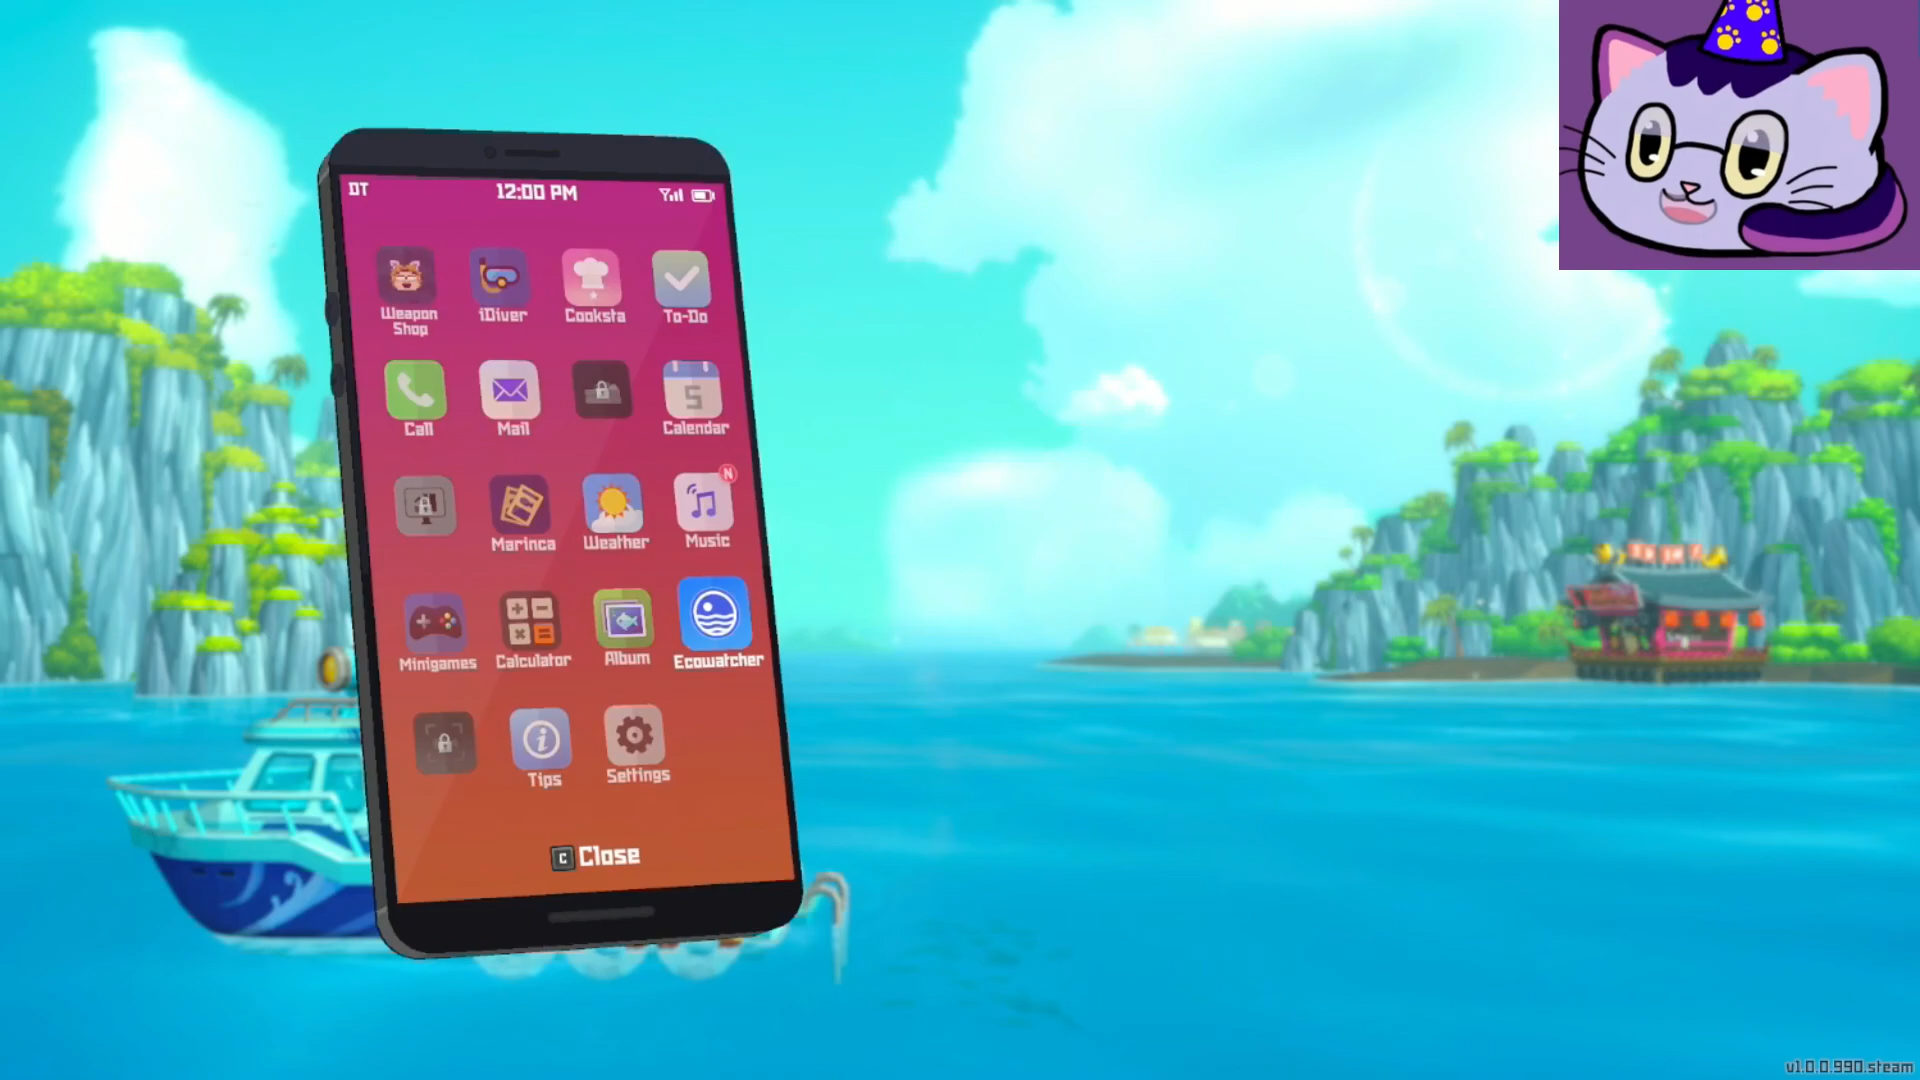 DT
12:00 PM
Weapon
Shop
iDiver
Cooksta
To-Do
Call
Mail
5
Calendar
Marinca
Weather
N
Music
Minigames
Calculator
Album
Ecowatcher
Tips
Settings
C Close
v1.0.0.990.steam